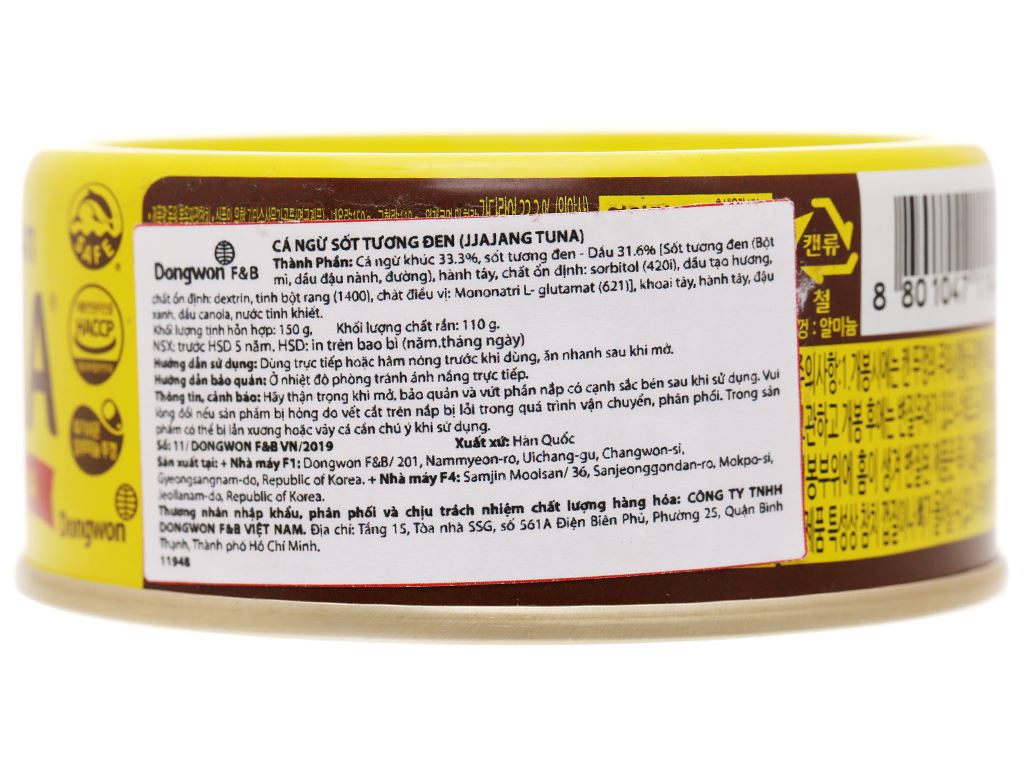 SAFE
HACCP
Dongwon
Dongwon F&B
CÁ NGỪ SỐT TƯƠNG ĐEN (JJAJANG TUNA)
Thành Phần: Cá ngừ khúc 33.3%, sót tương đen - Dầu 31.6% [Sốt tương đen (Bột
mì, dầu đậu nành, đường), hành tây, chất ổn định: sorbitol (420i), dầu tạo hương,
chất ổn định: dextrin, tinh bột rang (1400), chất điều vị: Mononatri L- glutamat (621)], khoai tây, hành tây, đậu
xanh, dầu canola, nước tinh khiết.
Khối lượng tịnh hỗn hợp: 150 g, Khối lượng chất rắn: 110 g.
NSX: trước HSD 5 năm, HSD: in trên bao bì (năm.tháng ngày)
Hướng dẫn sử dụng: Dùng trực tiếp hoặc hâm nóng trước khi dùng, ăn nhanh sau khi mở.
Hướng dẫn bảo quản: Ở nhiệt độ phòng tránh ánh nắng trực tiếp.
Thông tin, cảnh báo: Hãy thận trọng khi mở, bảo quản và vứt phần nắp có cạnh sắc bén sau khi sử dụng. Vui
lòng đổi nếu sản phẩm bị hỏng do vết cắt trên nắp bị lỗi trong quá trình vận chuyển, phân phối. Trong sản
phẩm có thể bị lẫn xương hoặc vảy cá cần chú ý khi sử dụng.
Số: 11/ DONGWON F&B VN/2019 Xuất xứ: Hàn Quốc
Sản xuất tại: + Nhà máy F1: Dongwon F&B/ 201, Nammyeon-ro, Uichang-gu, Changwon-si,
Gyeongsangnam-do, Republic of Korea. + Nhà máy F4: Samjin Moolsan/ 36, Sanjeonggondan-ro, Mokpo-si,
Jeollanam-do, Republic of Korea.
Thương nhân nhập khẩu, phân phối và chịu trách nhiệm chất lượng hàng hóa: CÔNG TY TNHH
DONGWON F&B VIỆT NAM. Địa chỉ: Tầng 15, Tòa nhà SSG, số 561A Điện Biên Phủ, Phường 25, Quận Bình
Thạnh, Thành phố Hồ Chí Minh.
11948
캔류
철
: 알미늄
8 801047